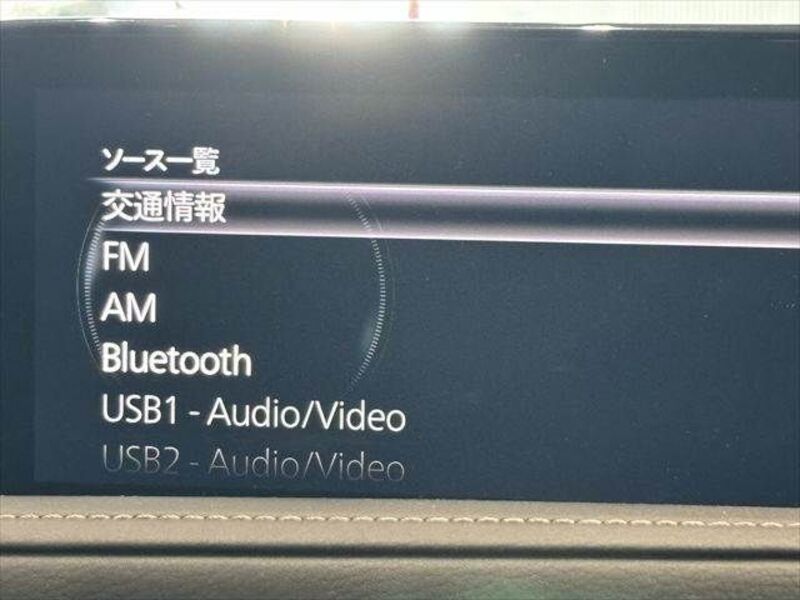 ソース一覧
交通情報
FM
AM
Bluetooth
USB1 - Audio/Video
USB2 - Audio/Video